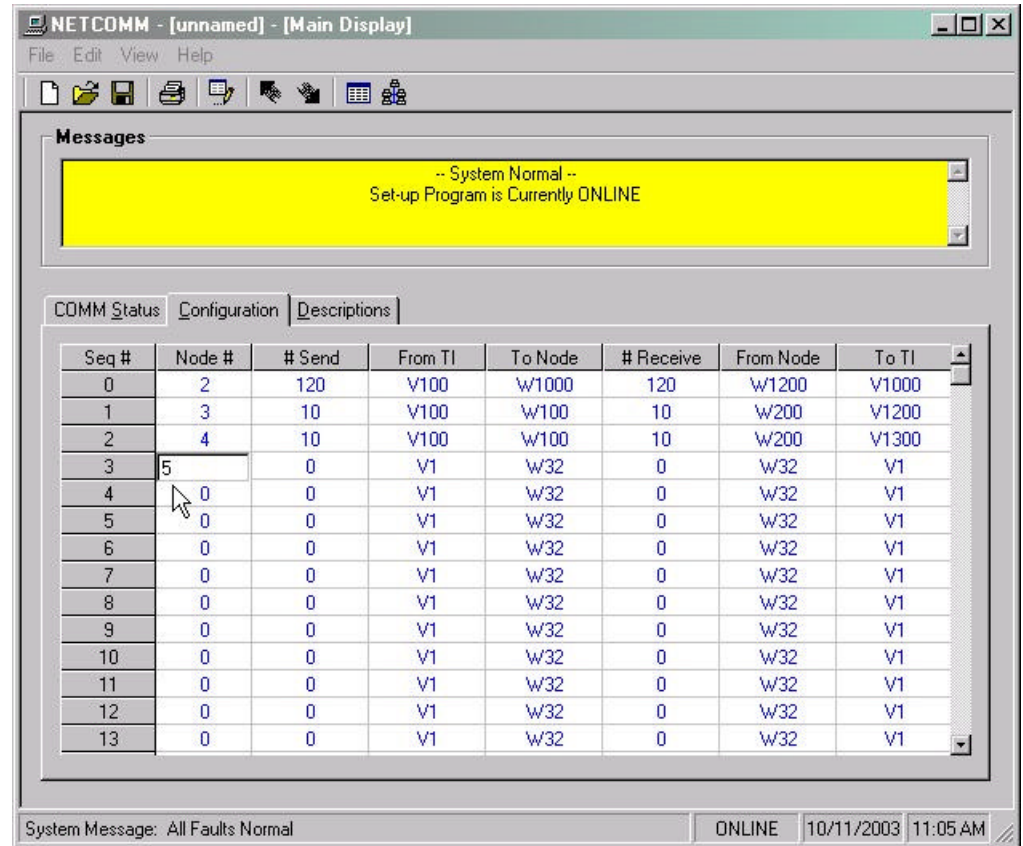 NETCOMM - [unnamed] - [Main Display]
File Edit View Help
Messages
-- System Normal --
Set-up Program is Currently ONLINE
COMM Status Configuration Descriptions
Seq # Node # # Send From TI To Node # Receive From Node To TI
0 2 120 V100 W1000 120 W1200 V1000
1 3 10 V100 W100 10 W200 V1200
2 4 10 V100 W100 10 W200 V1300
3 5 0 V1 W32 0 W32 V1
4 0 0 V1 W32 0 W32 V1
5 0 0 V1 W32 0 W32 V1
6 0 0 V1 W32 0 W32 V1
7 0 0 V1 W32 0 W32 V1
8 0 0 V1 W32 0 W32 V1
9 0 0 V1 W32 0 W32 V1
10 0 0 V1 W32 0 W32 V1
11 0 0 V1 W32 0 W32 V1
12 0 0 V1 W32 0 W32 V1
13 0 0 V1 W32 0 W32 V1
System Message: All Faults Normal ONLINE 10/11/2003 11:05 AM